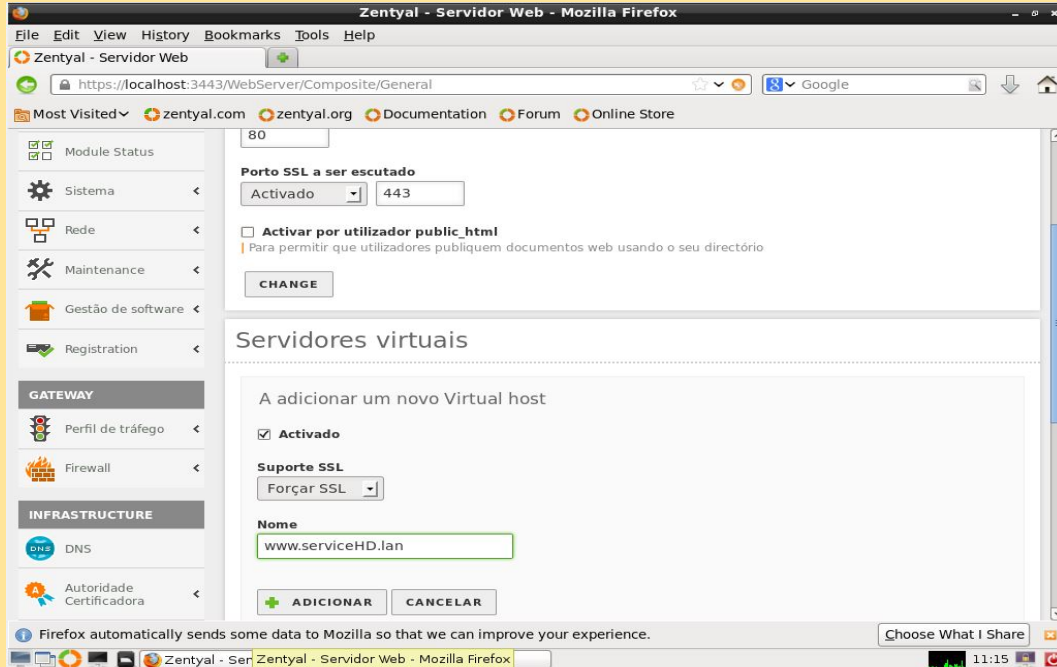 Zentyal - Servidor Web - Mozilla Firefox
File Edit View History Bookmarks Tools Help
Zentyal - Servidor Web
https://localhost:3443/WebServer/Composite/General
Google
Most Visited zentyal.com zentyal.org Documentation Forum Online Store
Module Status
Sistema
Rede
Maintenance
Gestão de software
Registration
GATEWAY
Perfil de tráfego
Firewall
INFRASTRUCTURE
DNS
DNS
Autoridade
Certificadora
80
Porto SSL a ser escutado
Activado 443
Activar por utilizador public_html
Para permitir que utilizadores publiquem documentos web usando o seu directório
CHANGE
Servidores virtuais
A adicionar um novo Virtual host
Activado
Suporte SSL
Forçar SSL
Nome
www.serviceHD.lan
ADICIONAR CANCELAR
Firefox automatically sends some data to Mozilla so that we can improve your experience. Choose What I Share
Zentyal - Ser Zentyal - Servidor Web - Mozilla Firefox 11:15